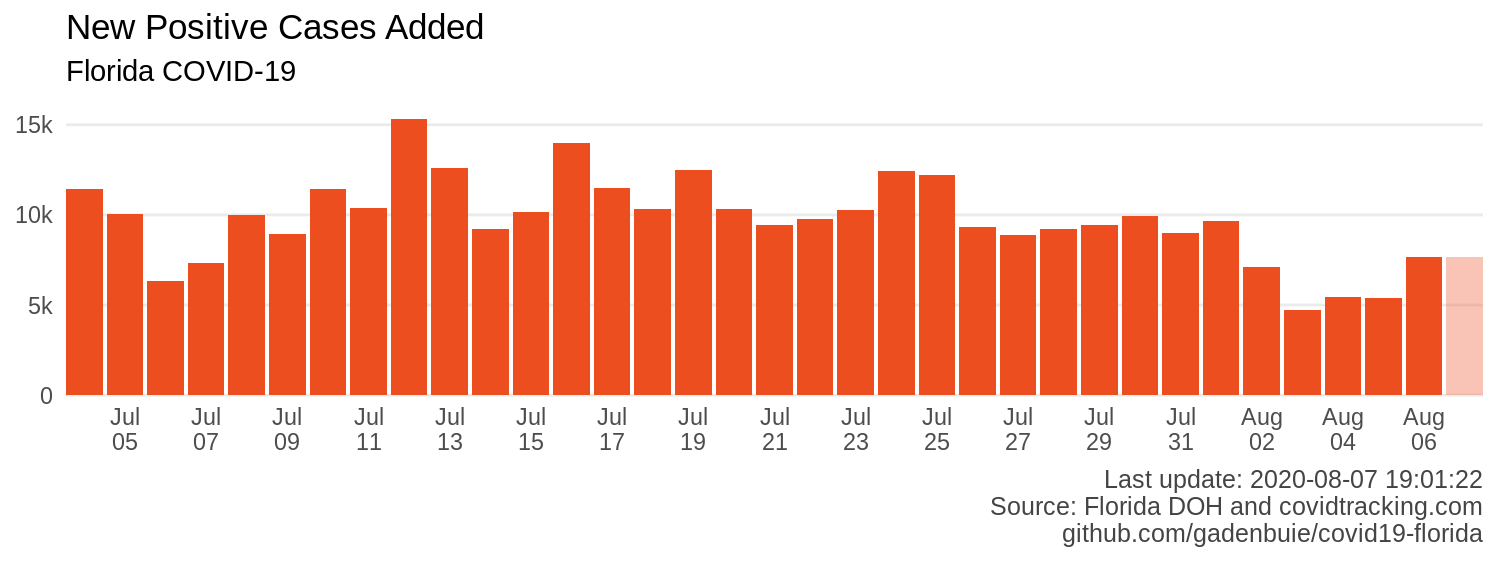 New Positive Cases Added
Florida COVID-19
15k
10k
5k
0
Jul Jul Jul Jul Jul Jul Jul Jul Jul Jul Jul Jul Jul Jul Aug Aug Aug
05 07 09 11 13 15 17 19 21 23 25 27 29 31 02 04 06
Last update: 2020-08-07 19:01:22
Source: Florida DOH and covidtracking.com
github.com/gadenbuie/covid19-florida